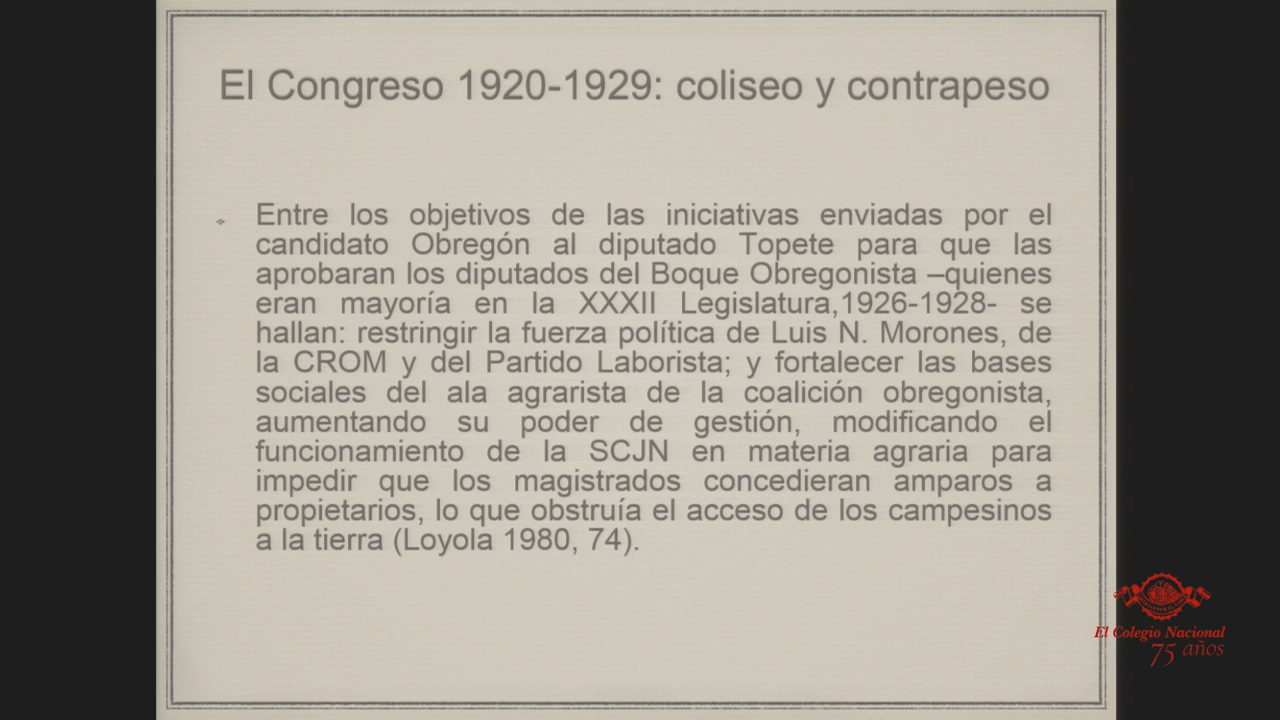 El Congreso 1920-1929: coliseo y contrapeso
Entre los objetivos de las iniciativas enviadas por el
candidato Obregón al diputado Topete para que las
aprobaran los diputados del Boque Obregonista –quienes
eran mayoría en la XXXII Legislatura,1926-1928- se
hallan: restringir la fuerza política de Luis N. Morones, de
la CROM y del Partido Laborista; y fortalecer las bases
sociales del ala agrarista de la coalición obregonista,
aumentando su poder de gestión, modificando el
funcionamiento de la SCJN en materia agraria para
impedir que los magistrados concedieran amparos a
propietarios, lo que obstruía el acceso de los campesinos
a la tierra (Loyola 1980, 74).
El Colegio Nacional
75 años